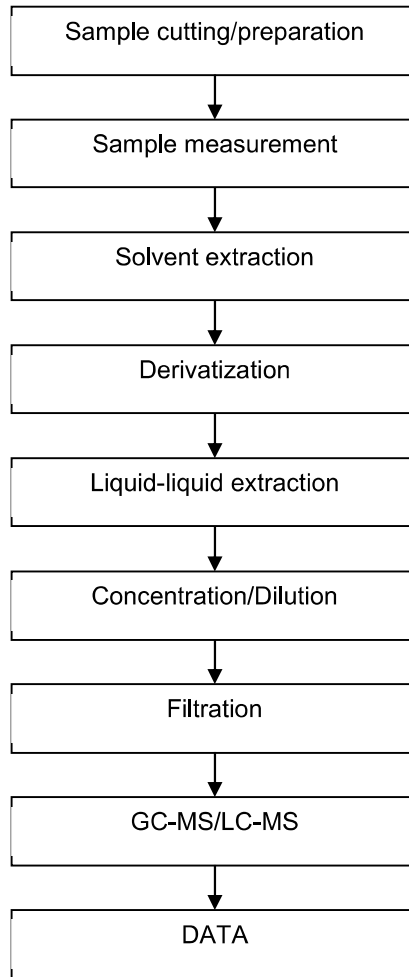 Sample cutting/preparation
Sample measurement
Solvent extraction
Derivatization
Liquid-liquid extraction
Concentration/Dilution
Filtration
GC-MS/LC-MS
DATA